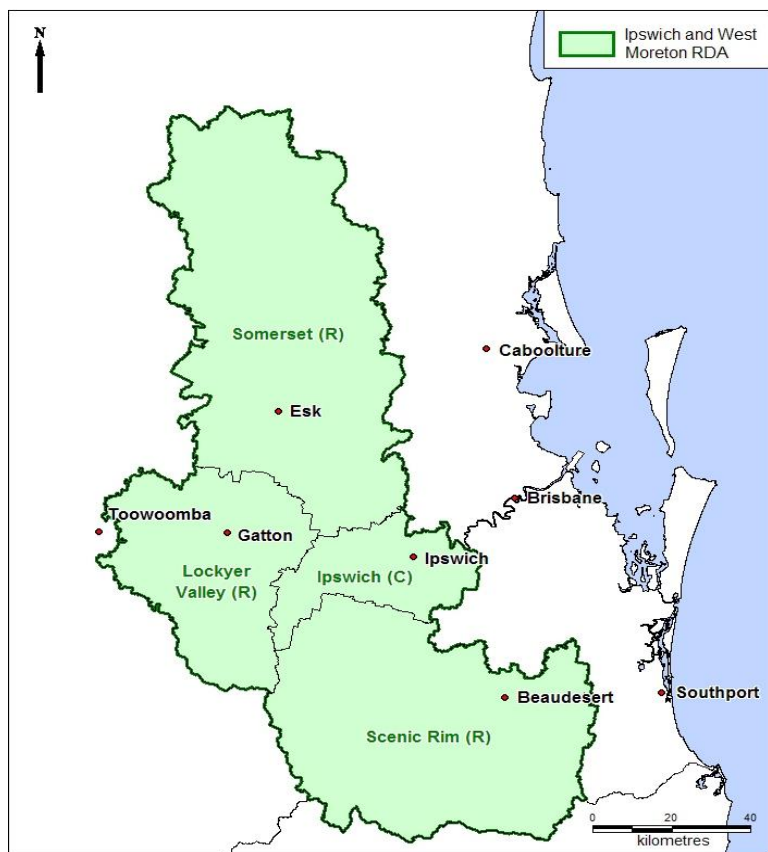 Ipswich and West
Moreton RDA
N
Somerset (R)
Caboolture
Esk
Brisbane
Toowoomba
Gatton
Ipswich
Lockyer
Valley (R)
Ipswich (C)
Beaudesert
Southport
Scenic Rim (R)
0 20 40
kilometres